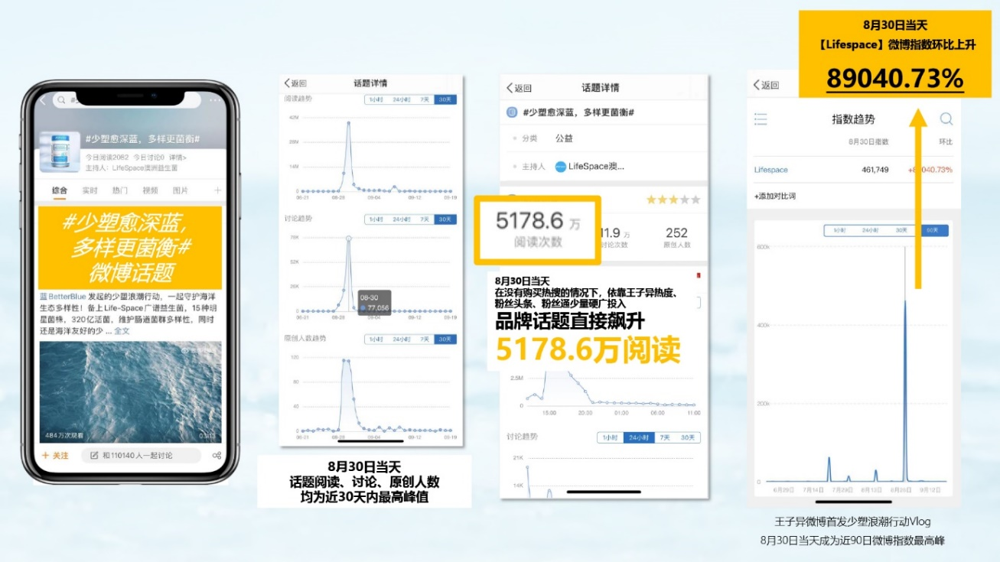 #少塑愈深蓝，多样更菌衡#
今日阅读2082 今日讨论0 详情>
主持人：LifeSpace澳洲益生菌
综合 实时 热门 视频 图片
#少塑愈深蓝，
多样更菌衡#
微博话题
蓝BetterBlue 发起的少塑浪潮行动，一起守护海洋
生态多样性！备上Life-Space广谱益生菌，15种明
星菌株，320亿活菌，维护肠道菌群多样性，同时
还是海洋友好的少 ... 全文
484万次观看
+ 关注
和110140人一起讨论
返回
话题详情
阅读趋势
1小时 24小时 7天 30天
42M
28M
14M
0
08-21 08-28 09-04 09-12 09-19
讨论趋势
1小时 24小时 7天 30天
78K
52K
26K
0
08-30
77,056
08-21 08-28 09-04 09-12 09-19
原创人数趋势
1小时 24小时 7天 30天
120
80
40
0
08-21 08-28 09-04 09-12 09-19
8月30日当天
话题阅读、讨论、原创人数
均为近30天内最高峰值
返回
话题详情
#少塑愈深蓝，多样更菌衡#
分类 公益
主持人 LifeSpace澳...
5178.6 万
阅读次数
11.9 万
讨论次数
252
原创人数
8月30日当天
在没有购买热搜的情况下，依靠王子异热度、
粉丝头条、粉丝通少量硬广投入
品牌话题直接飙升
5178.6万阅读
2.5M
0
15:00 20:00 01:00 06:00 11:00
讨论趋势
1小时 24小时 7天 30天
21K
14K
8月30日当天
【Lifespace】微博指数环比上升
89040.73%
返回
指数趋势
8月30日指数 环比
Lifespace 461,749 +89040.73%
+添加对比词
1小时 24小时 30天 90天
600k
400k
200k
0
6月29日 7月14日 7月29日 8月13日 8月28日 9月12日
王子异微博首发少塑浪潮行动Vlog
8月30日当天成为近90日微博指数最高峰